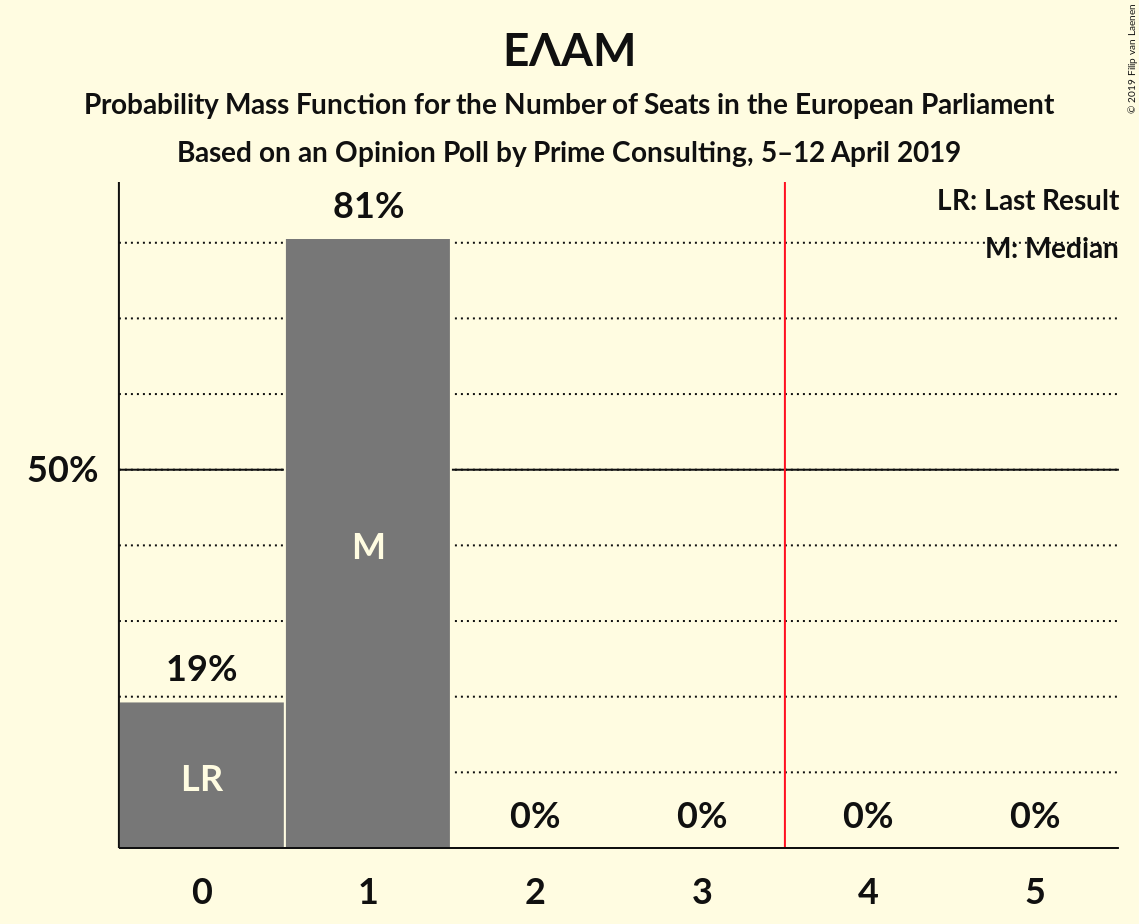 ΕΛΑΜ
Probability Mass Function for the Number of Seats in the European Parliament
Based on an Opinion Poll by Prime Consulting, 5–12 April 2019
© 2019 Filip van Laenen
LR: Last Result
M: Median
81%
50%
M
19%
LR
0%
0%
0%
0%
0
1
2
3
4
5